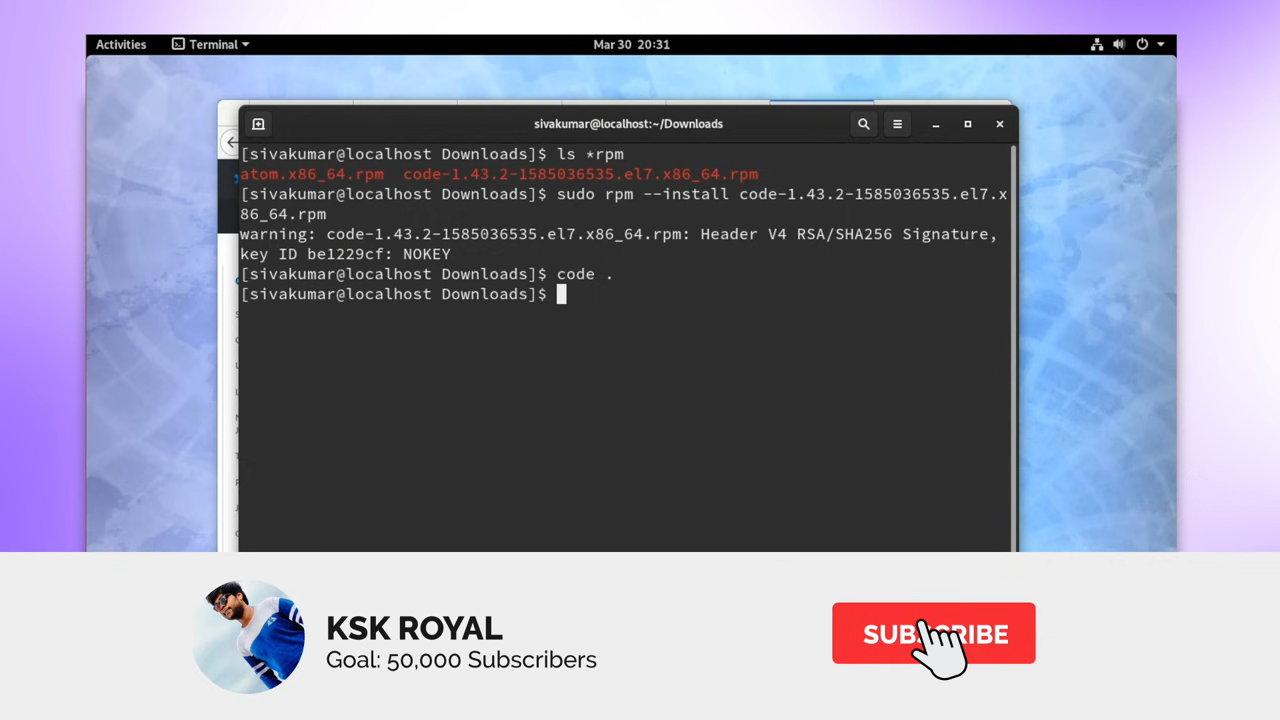 Activities Terminal Mar 30 20:31
sivakumar@localhost:~/Downloads
[sivakumar@localhost Downloads]$ ls *rpm
atom.x86_64.rpm code-1.43.2-1585036535.el7.x86_64.rpm
[sivakumar@localhost Downloads]$ sudo rpm --install code-1.43.2-1585036535.el7.x
86_64.rpm
warning: code-1.43.2-1585036535.el7.x86_64.rpm: Header V4 RSA/SHA256 Signature,
key ID be1229cf: NOKEY
[sivakumar@localhost Downloads]$ code .
[sivakumar@localhost Downloads]$
KSK ROYAL
Goal: 50,000 Subscribers
SUBSCRIBE